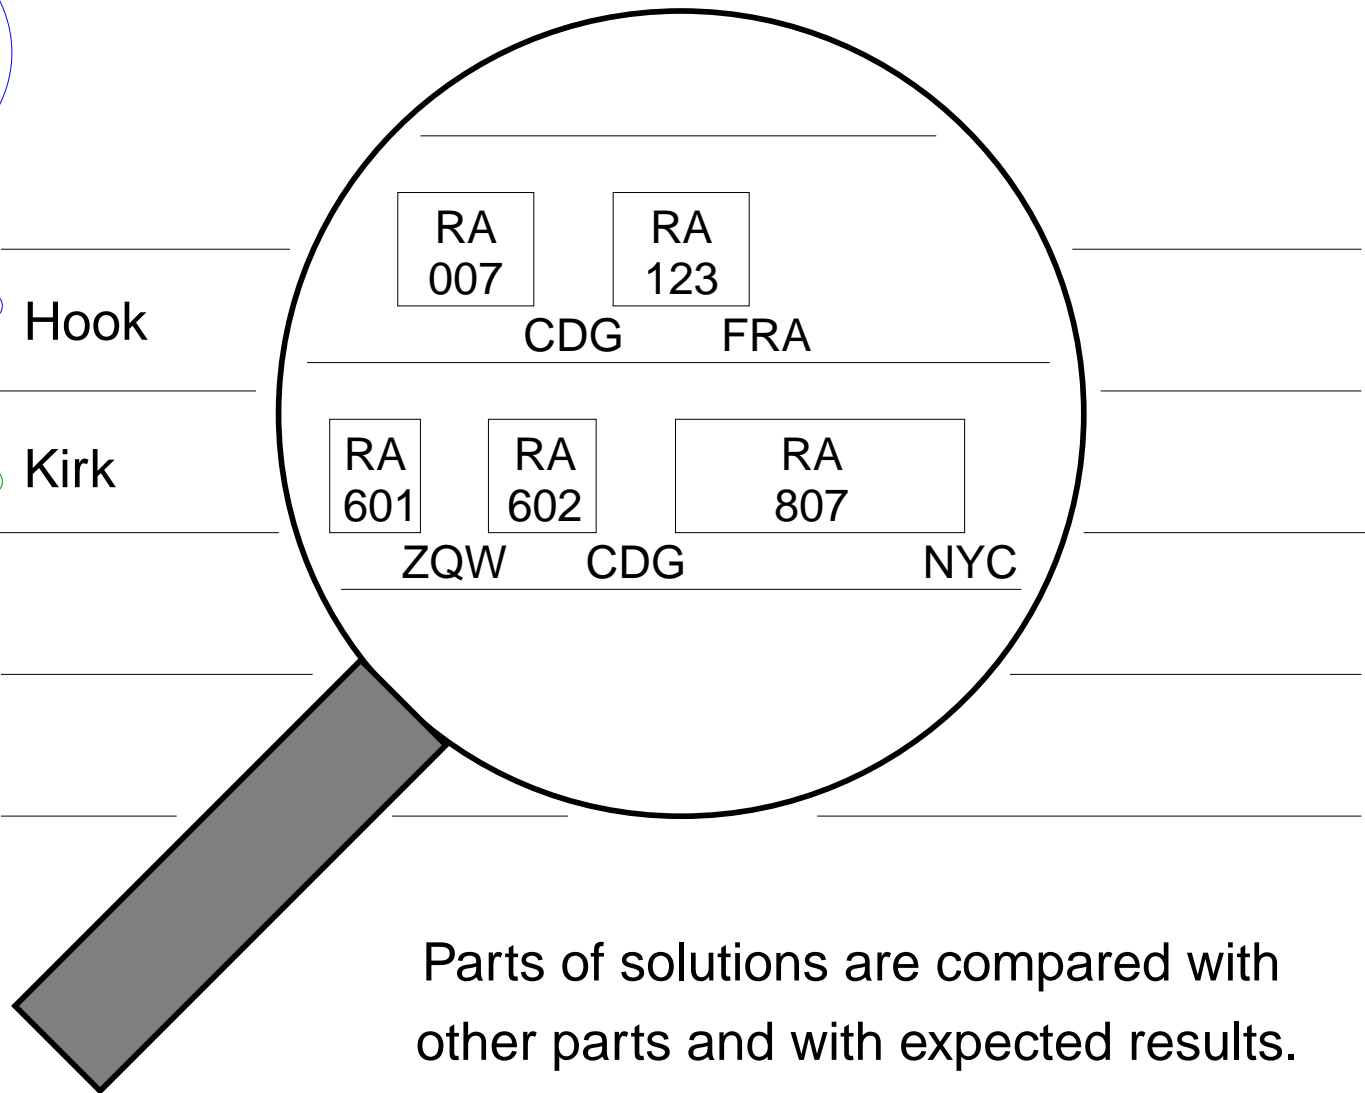 RA RA
007 123
Hook
CDG FRA
RA RA RA
Kirk
601 602 807
ZQW CDG NYC
Parts of solutions are compared with
other parts and with expected results.